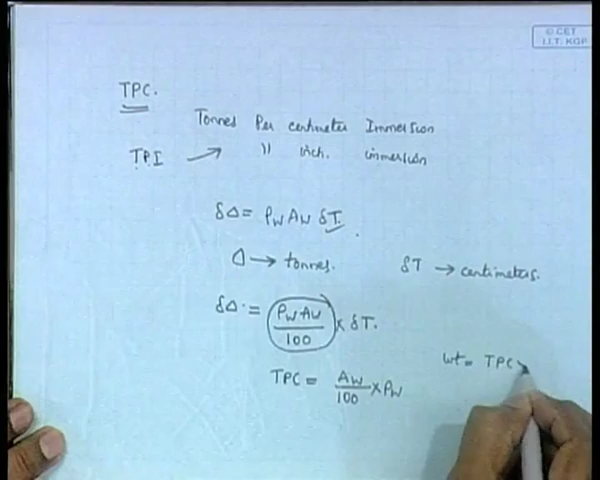 © CET
I.I.T. KGP
TPC.
Tonnes Per centimeter Immersion
TPI → " inch. immersion
δΔ = ρw Aw δT.
Δ → tonnes. δT → centimeters.
δΔ = ρw Aw / 100 × δT.
TPC = Aw / 100 × ρw
wt = TPC ×